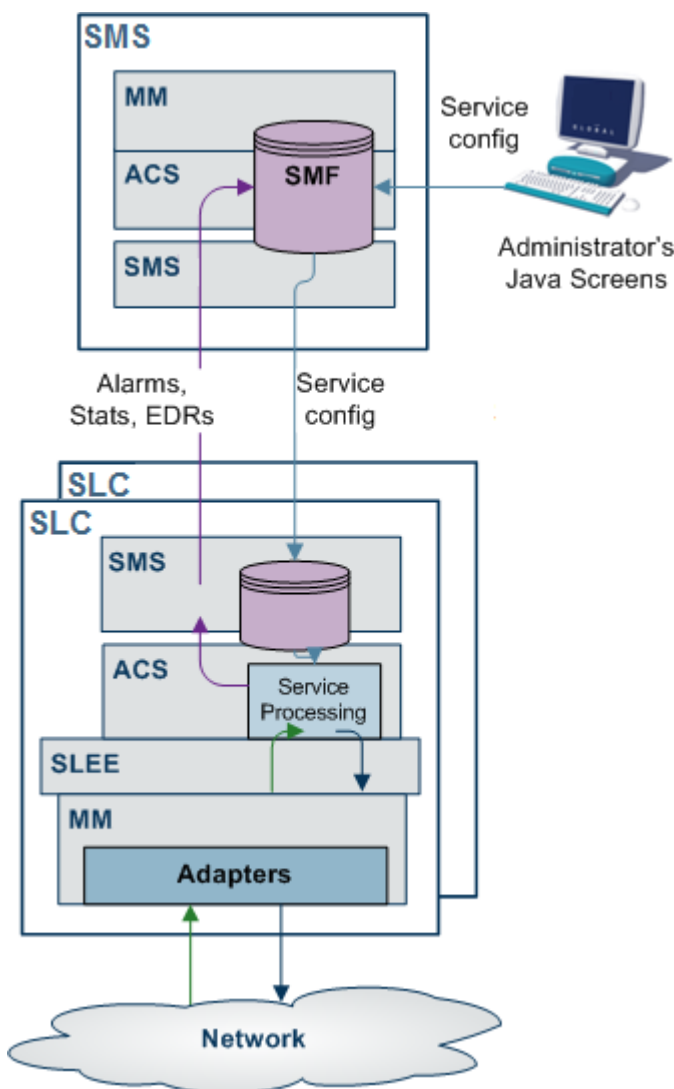 SMS
MM
ACS
SMF
SMS
Service
config
GLOBAL
Administrator's
Java Screens
Alarms,
Stats, EDRs
Service
config
SLC
SLC
SMS
ACS
Service
Processing
SLEE
MM
Adapters
Network